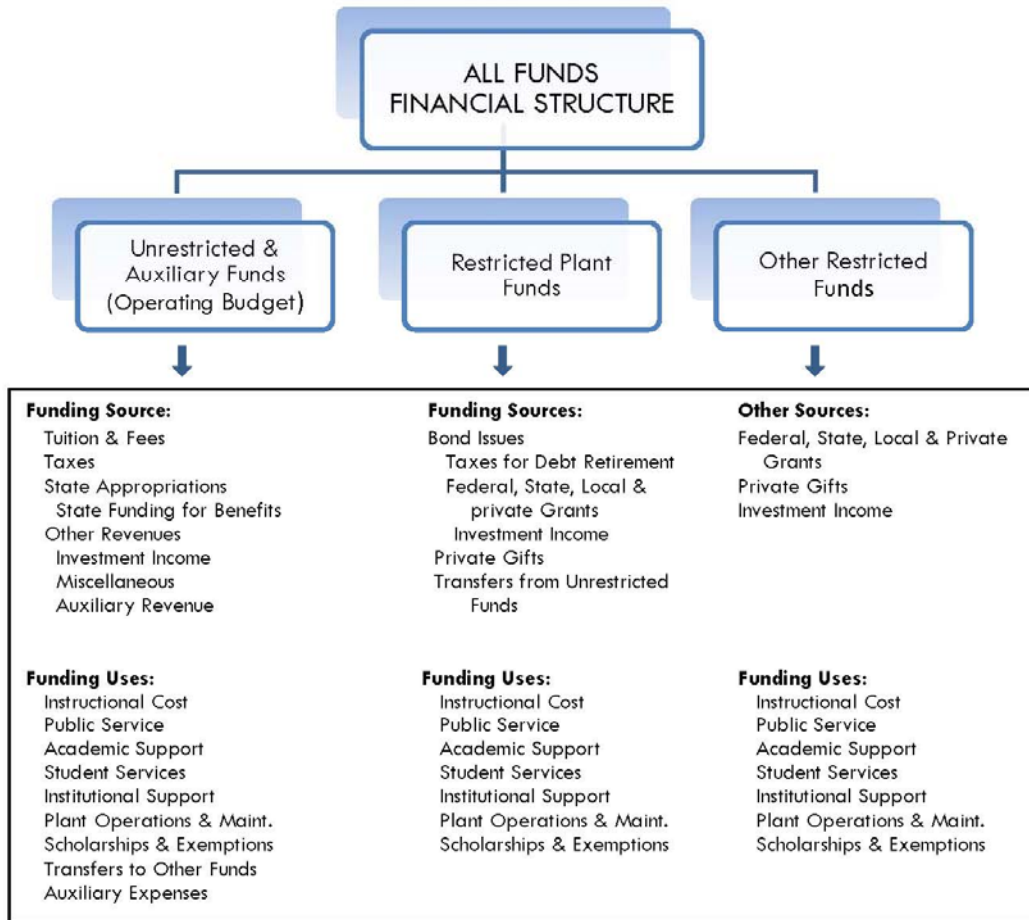 ALL FUNDS
FINANCIAL STRUCTURE
Unrestricted &
Auxiliary Funds
(Operating Budget)
Restricted Plant
Funds
Other Restricted
Funds
Funding Source:
Tuition & Fees
Taxes
State Appropriations
State Funding for Benefits
Other Revenues
Investment Income
Miscellaneous
Auxiliary Revenue
Funding Sources:
Bond Issues
Taxes for Debt Retirement
Federal, State, Local &
private Grants
Investment Income
Private Gifts
Transfers from Unrestricted
Funds
Other Sources:
Federal, State, Local & Private
Grants
Private Gifts
Investment Income
Funding Uses:
Instructional Cost
Public Service
Academic Support
Student Services
Institutional Support
Plant Operations & Maint.
Scholarships & Exemptions
Transfers to Other Funds
Auxiliary Expenses
Funding Uses:
Instructional Cost
Public Service
Academic Support
Student Services
Institutional Support
Plant Operations & Maint.
Scholarships & Exemptions
Funding Uses:
Instructional Cost
Public Service
Academic Support
Student Services
Institutional Support
Plant Operations & Maint.
Scholarships & Exemptions